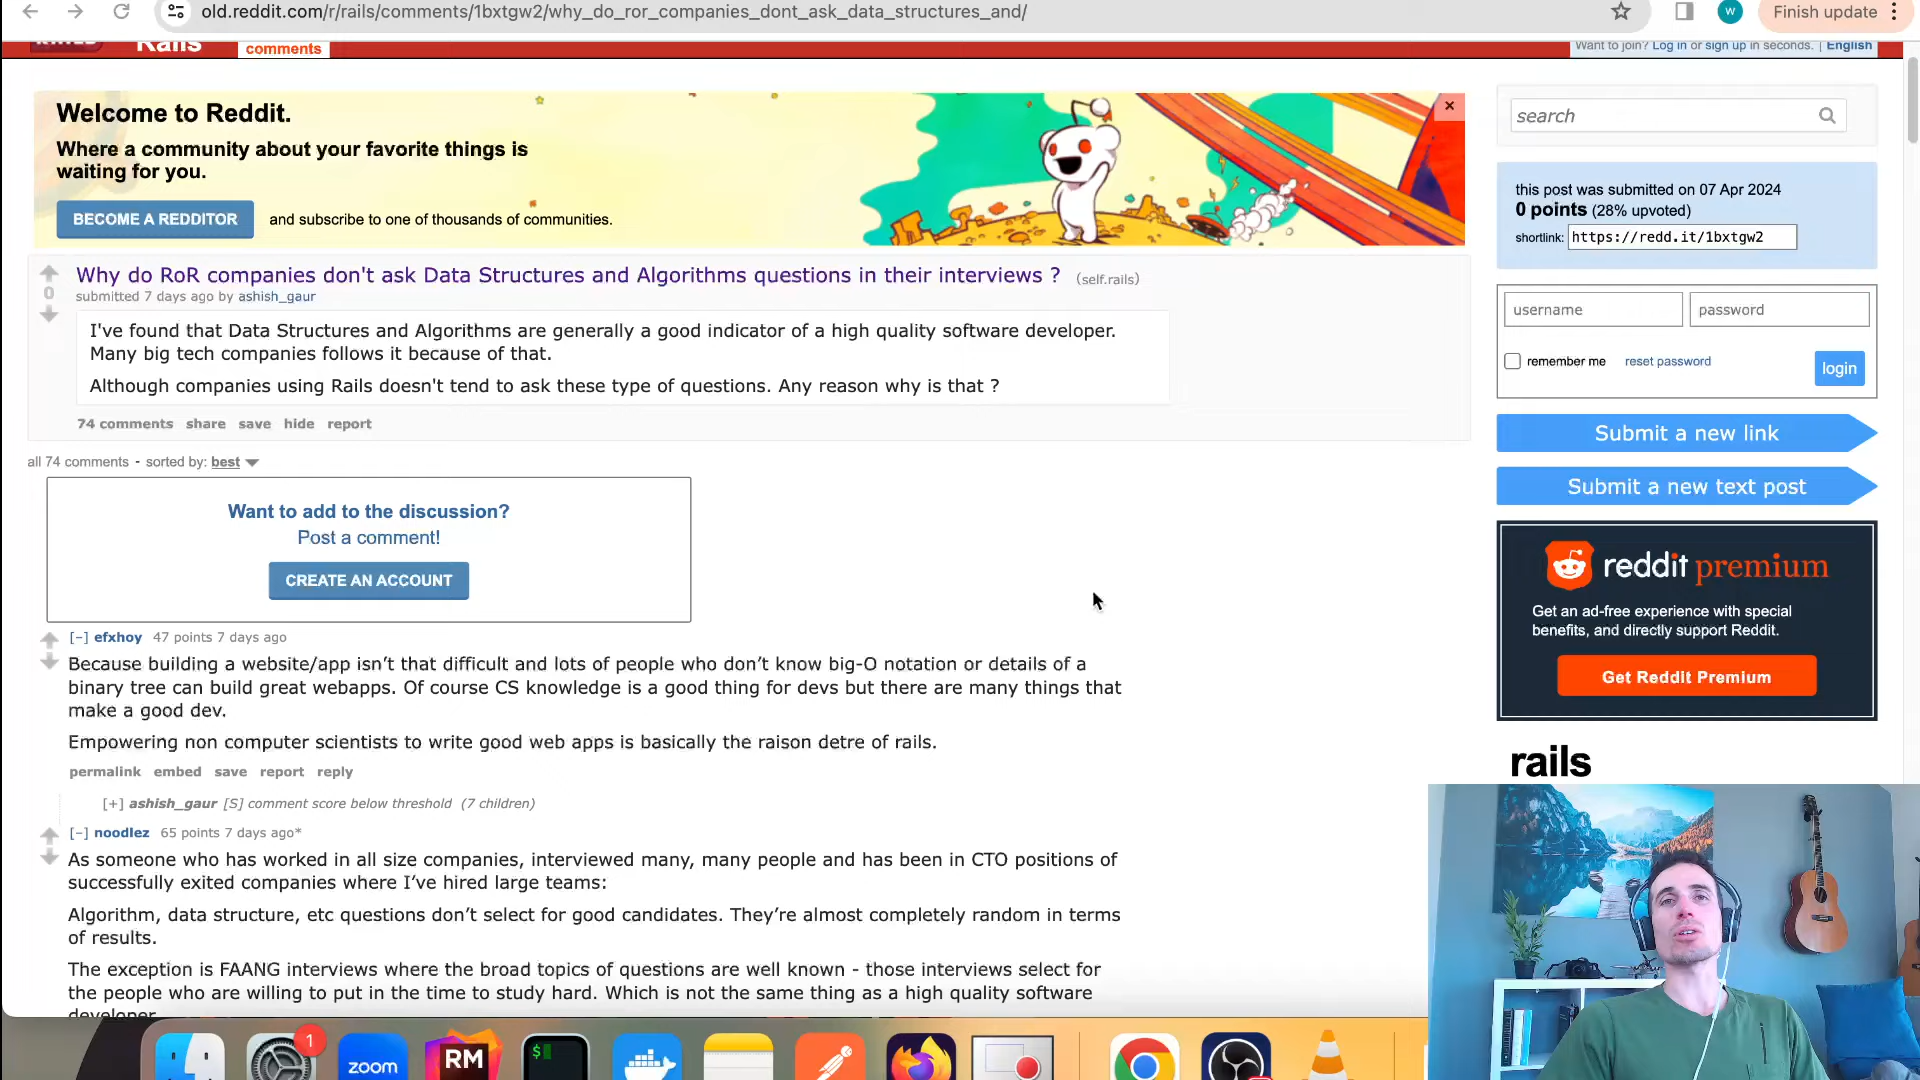 old.reddit.com/r/rails/comments/1bxtgw2/why_do_ror_companies_dont_ask_data_structures_and/
W
Finish update
Rails
comments
Want to join? Log in or sign up in seconds. | English
Welcome to Reddit.
Where a community about your favorite things is
waiting for you.
BECOME A REDDITOR
and subscribe to one of thousands of communities.
×
search
this post was submitted on 07 Apr 2024
0 points (28% upvoted)
shortlink: https://redd.it/1bxtgw2
0
Why do RoR companies don't ask Data Structures and Algorithms questions in their interviews ? (self.rails)
submitted 7 days ago by ashish_gaur
I've found that Data Structures and Algorithms are generally a good indicator of a high quality software developer.
Many big tech companies follows it because of that.
Although companies using Rails doesn't tend to ask these type of questions. Any reason why is that ?
74 comments share save hide report
username
password
remember me
reset password
login
Submit a new link
Submit a new text post
all 74 comments - sorted by: best
Want to add to the discussion?
Post a comment!
CREATE AN ACCOUNT
reddit premium
Get an ad-free experience with special
benefits, and directly support Reddit.
Get Reddit Premium
rails
[–] efxhoy 47 points 7 days ago
Because building a website/app isn’t that difficult and lots of people who don’t know big-O notation or details of a
binary tree can build great webapps. Of course CS knowledge is a good thing for devs but there are many things that
make a good dev.
Empowering non computer scientists to write good web apps is basically the raison detre of rails.
permalink embed save report reply
[+] ashish_gaur [S] comment score below threshold (7 children)
[–] noodlez 65 points 7 days ago*
As someone who has worked in all size companies, interviewed many, many people and has been in CTO positions of
successfully exited companies where I’ve hired large teams:
Algorithm, data structure, etc questions don’t select for good candidates. They’re almost completely random in terms
of results.
The exception is FAANG interviews where the broad topics of questions are well known - those interviews select for
the people who are willing to put in the time to study hard. Which is not the same thing as a high quality software
developer.
1
zoom
RM
$